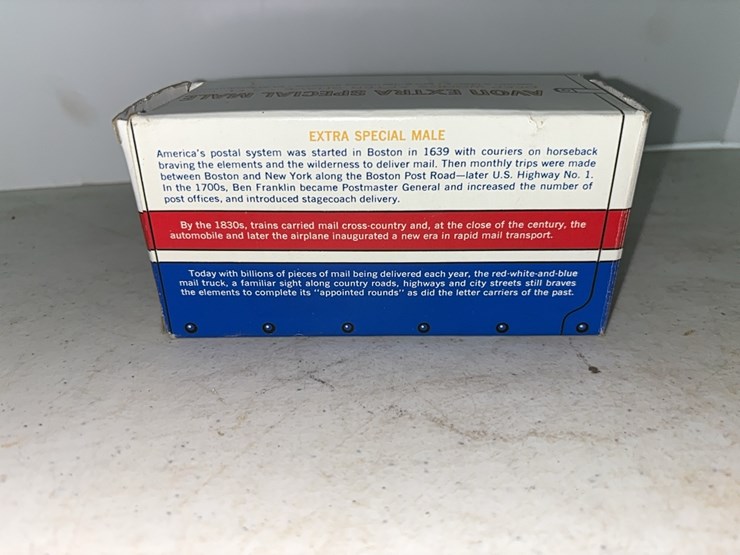 AVON EXTRA SPECIAL MALE
EXTRA SPECIAL MALE
America's postal system was started in Boston in 1639 with couriers on horseback
braving the elements and the wilderness to deliver mail. Then monthly trips were made
between Boston and New York along the Boston Post Road—later U.S. Highway No. 1.
In the 1700s, Ben Franklin became Postmaster General and increased the number of
post offices, and introduced stagecoach delivery.
By the 1830s, trains carried mail cross-country and, at the close of the century, the
automobile and later the airplane inaugurated a new era in rapid mail transport.
Today with billions of pieces of mail being delivered each year, the red-white-and-blue
mail truck, a familiar sight along country roads, highways and city streets still braves
the elements to complete its "appointed rounds" as did the letter carriers of the past.